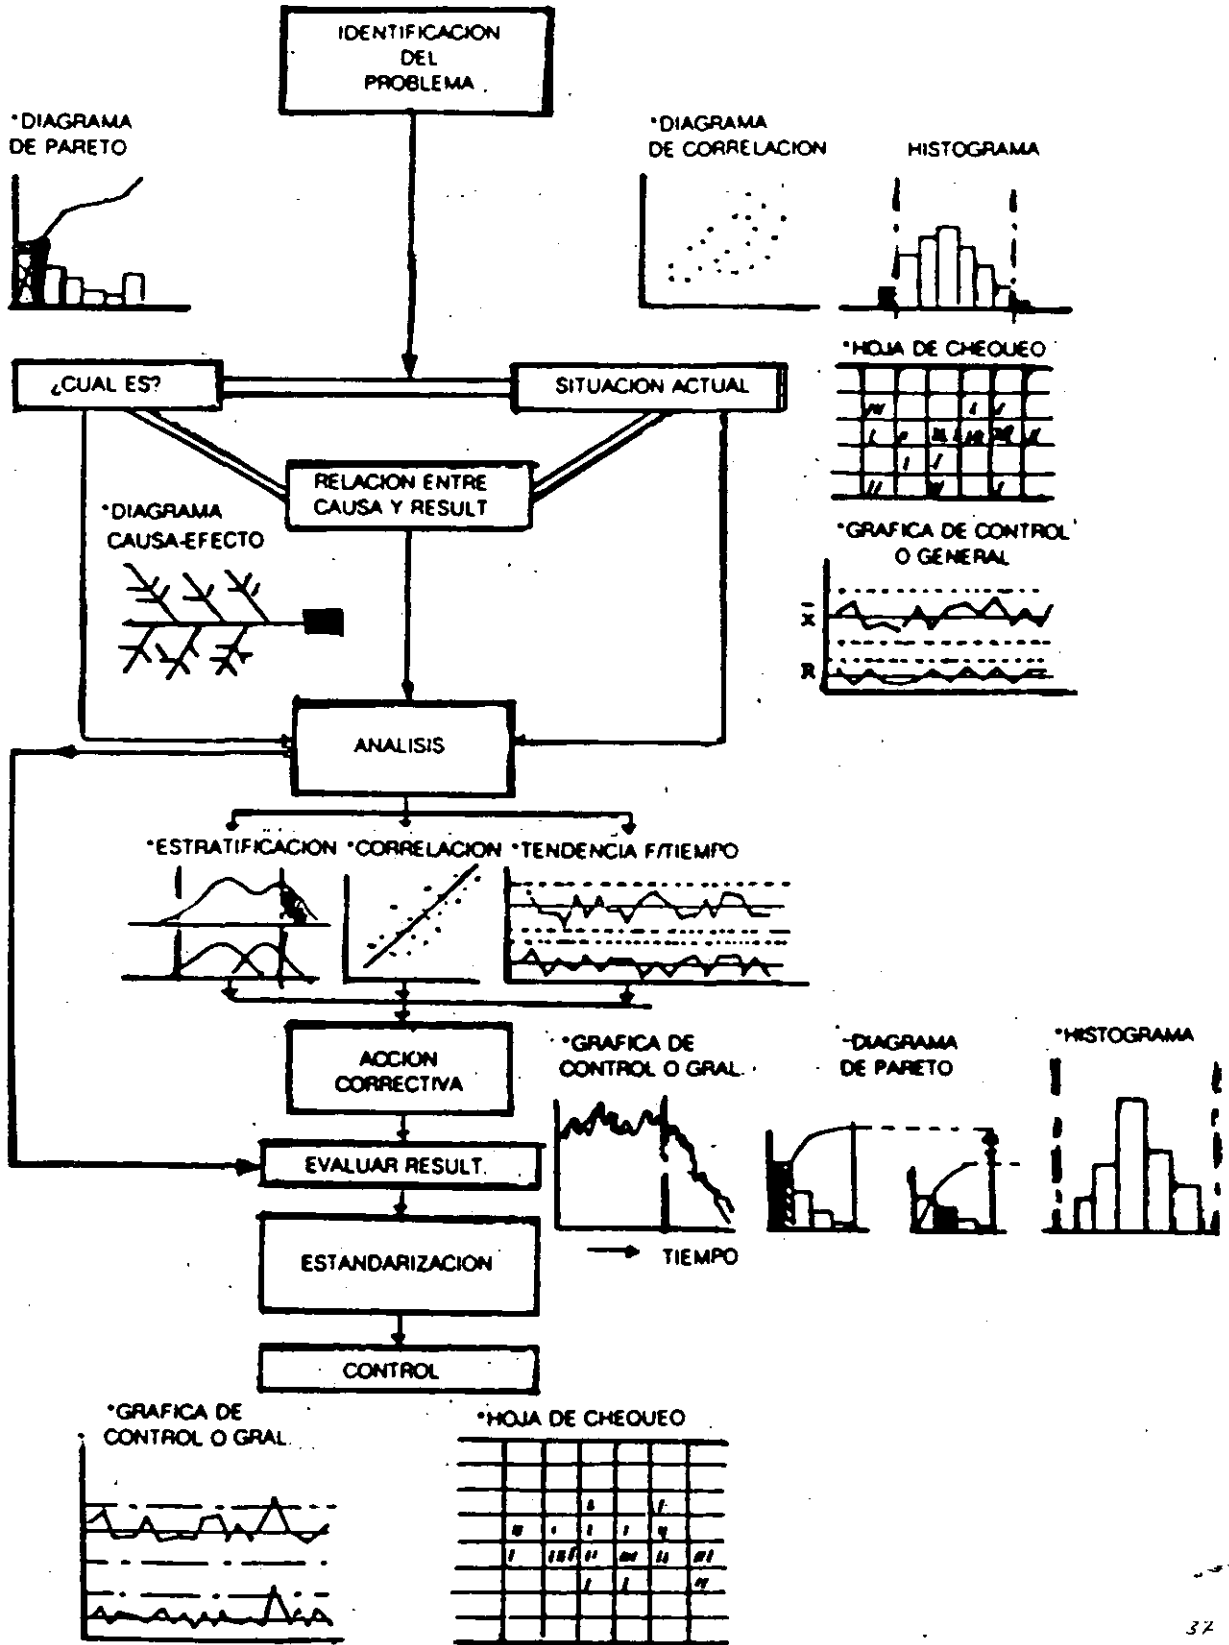 IDENTIFICACION
DEL
PROBLEMA
*DIAGRAMA
DE PARETO
*DIAGRAMA
DE CORRELACION
HISTOGRAMA
*HOJA DE CHEQUEO
¿CUAL ES?
SITUACION ACTUAL
RELACION ENTRE
CAUSA Y RESULT
*DIAGRAMA
CAUSA-EFECTO
*GRAFICA DE CONTROL
O GENERAL
X̄
R
ANALISIS
*ESTRATIFICACION *CORRELACION *TENDENCIA F/TIEMPO
ACCION
CORRECTIVA
*GRAFICA DE
CONTROL O GRAL.
-DIAGRAMA
DE PARETO
*HISTOGRAMA
EVALUAR RESULT.
TIEMPO
ESTANDARIZACION
CONTROL
*GRAFICA DE
CONTROL O GRAL.
*HOJA DE CHEQUEO
37